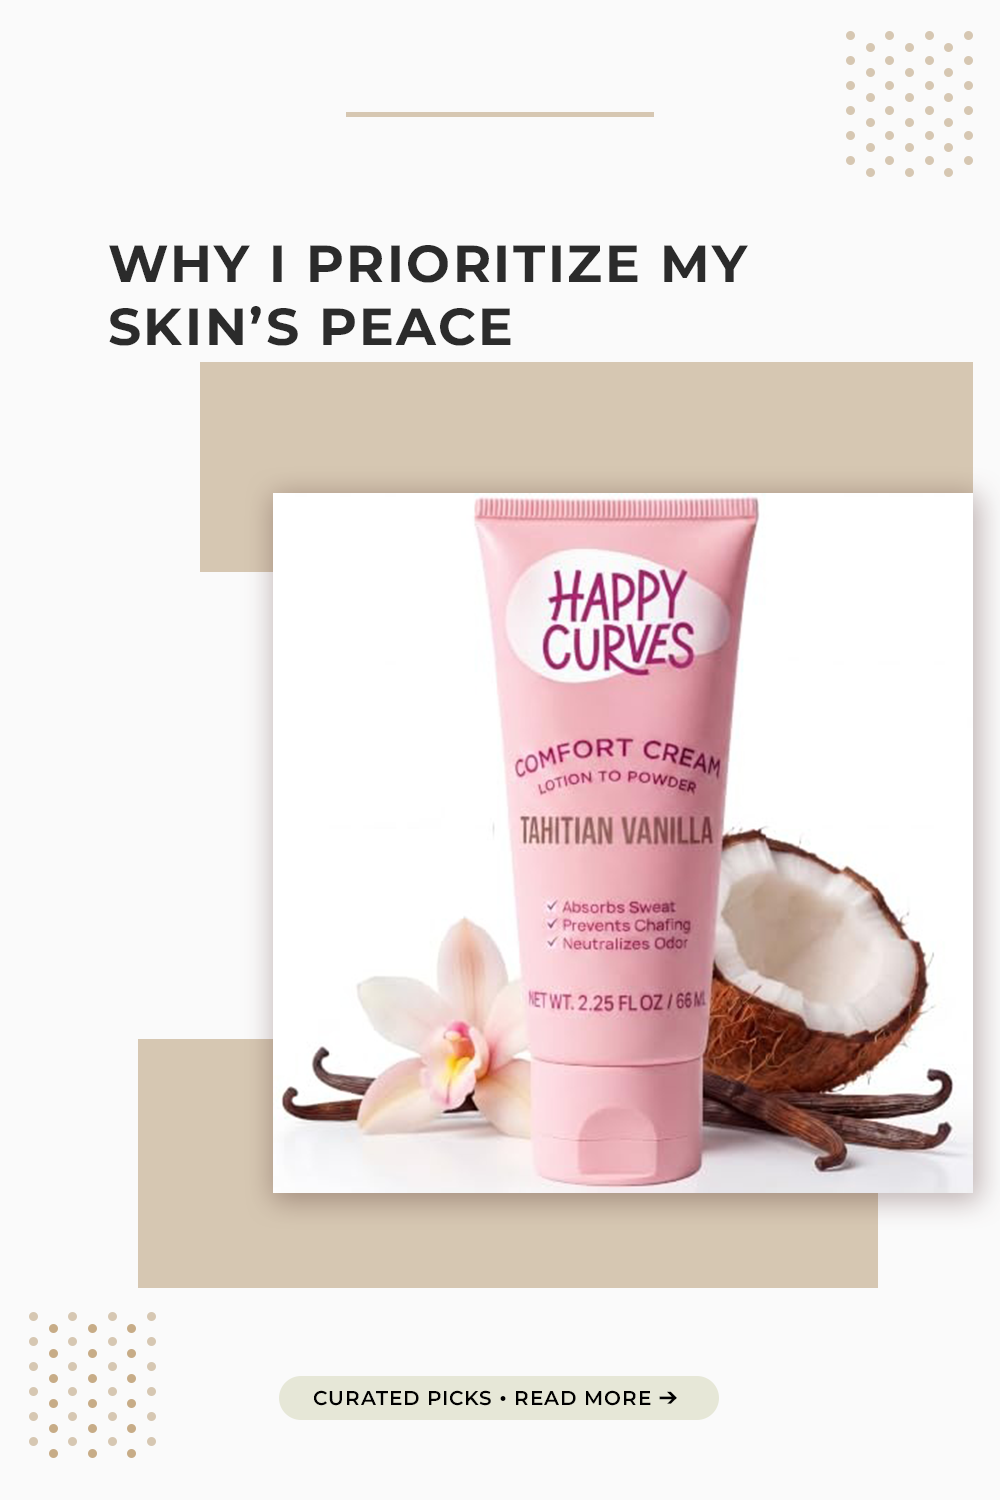 WHY I PRIORITIZE MY
SKIN’S PEACE
HAPPY
CURVES
COMFORT CREAM
LOTION TO POWDER
TAHITIAN VANILLA
✓ Absorbs Sweat
✓ Prevents Chafing
✓ Neutralizes Odor
NET WT. 2.25 FL OZ / 66 ML
CURATED PICKS • READ MORE →